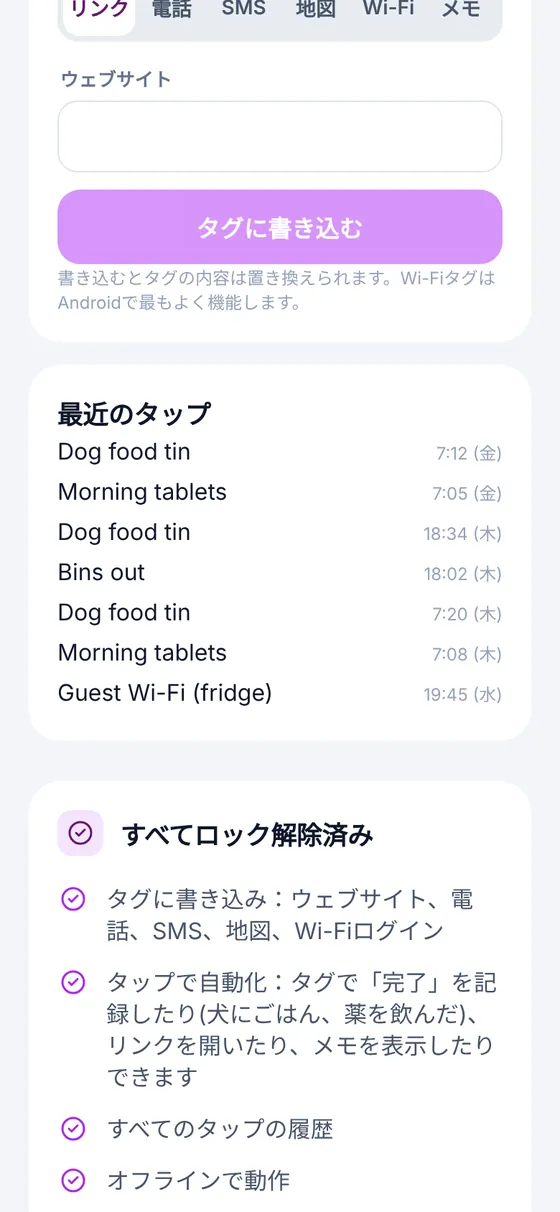 リンク 電話 SMS 地図 Wi-Fi メモ
ウェブサイト
タグに書き込む
書き込むとタグの内容は置き換えられます。Wi-Fiタグは
Androidで最もよく機能します。
最近のタップ
Dog food tin 7:12 (金)
Morning tablets 7:05 (金)
Dog food tin 18:34 (木)
Bins out 18:02 (木)
Dog food tin 7:20 (木)
Morning tablets 7:08 (木)
Guest Wi-Fi (fridge) 19:45 (水)
すべてロック解除済み
タグに書き込み：ウェブサイト、電
話、SMS、地図、Wi-Fiログイン
タップで自動化：タグで「完了」を記
録したり(犬にごはん、薬を飲んだ)、
リンクを開いたり、メモを表示したり
できます
すべてのタップの履歴
オフラインで動作